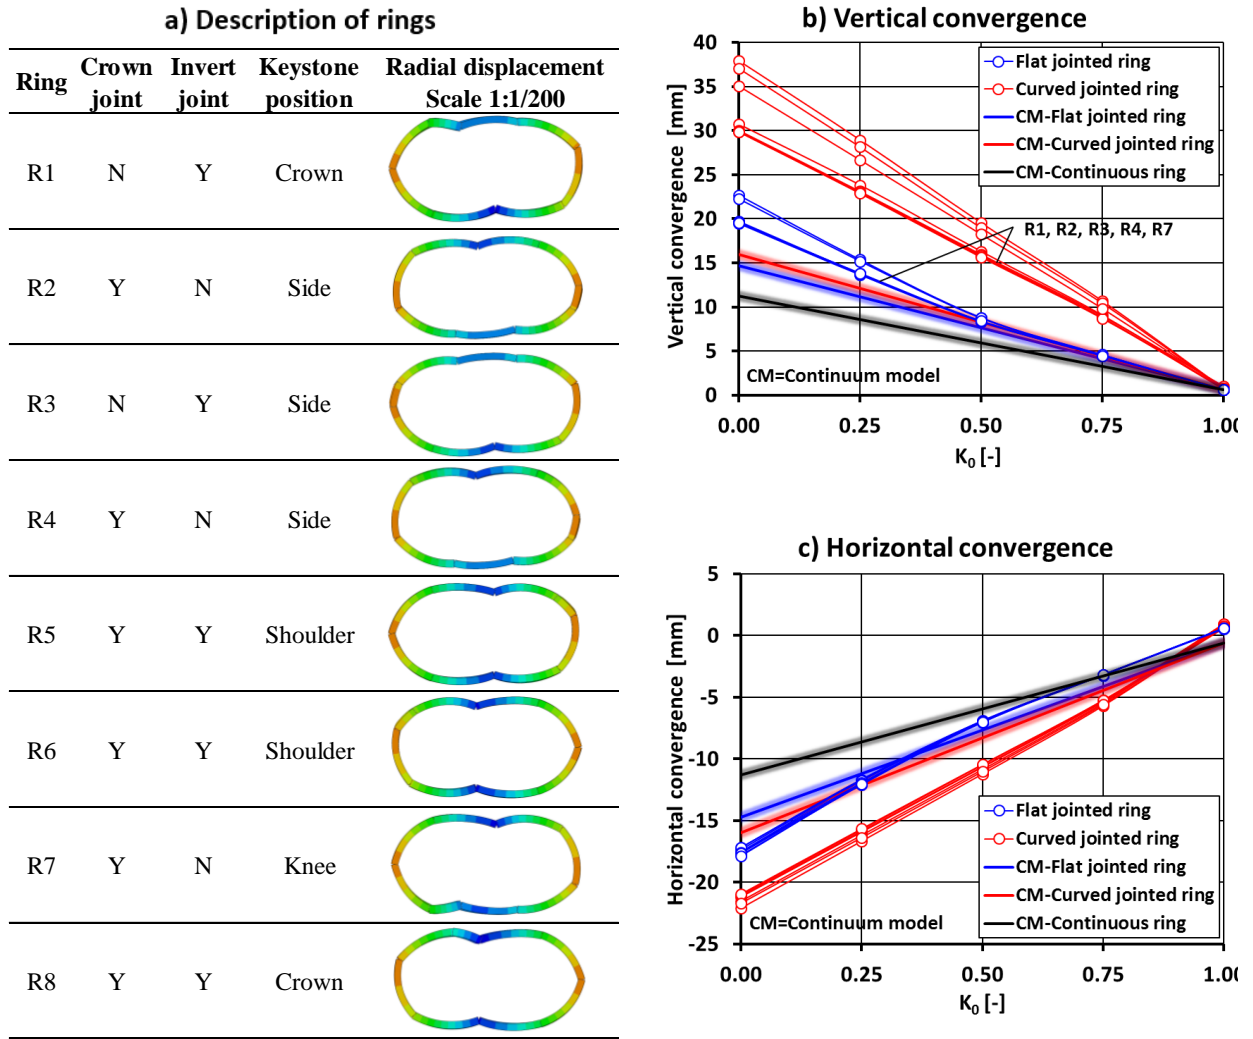 a) Description of rings
Ring Crown joint Invert joint Keystone position Radial displacement Scale 1:1/200
R1 N Y Crown
R2 Y N Side
R3 N Y Side
R4 Y N Side
R5 Y Y Shoulder
R6 Y Y Shoulder
R7 Y N Knee
R8 Y Y Crown
b) Vertical convergence
Vertical convergence [mm]
40
35
30
25
20
15
10
5
0
Flat jointed ring
Curved jointed ring
CM-Flat jointed ring
CM-Curved jointed ring
CM-Continuous ring
R1, R2, R3, R4, R7
CM=Continuum model
0.00 0.25 0.50 0.75 1.00
K₀ [-]
c) Horizontal convergence
Horizontal convergence [mm]
5
0
-5
-10
-15
-20
-25
Flat jointed ring
Curved jointed ring
CM-Flat jointed ring
CM-Curved jointed ring
CM-Continuous ring
CM=Continuum model
0.00 0.25 0.50 0.75 1.00
K₀ [-]